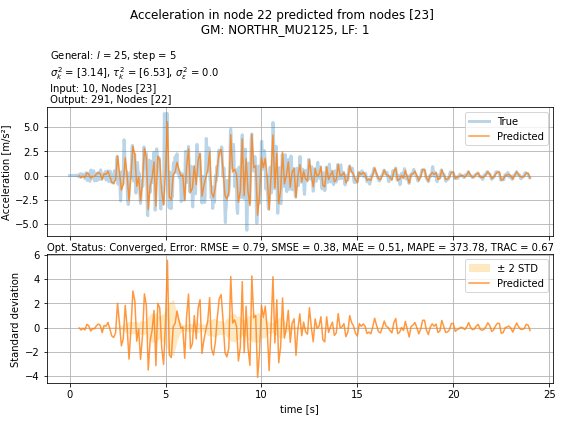 Acceleration in node 22 predicted from nodes [23]
GM: NORTHR_MU2125, LF: 1
General: l = 25, step = 5
σ²ₖ = [3.14], τ²ₖ = [6.53], σ²ε = 0.0
Input: 10, Nodes [23]
Output: 291, Nodes [22]
Acceleration [m/s²]
5.0
2.5
0.0
−2.5
−5.0
True
Predicted
Opt. Status: Converged, Error: RMSE = 0.79, SMSE = 0.38, MAE = 0.51, MAPE = 373.78, TRAC = 0.67
Standard deviation
6
4
2
0
−2
−4
± 2 STD
Predicted
0 5 10 15 20 25
time [s]